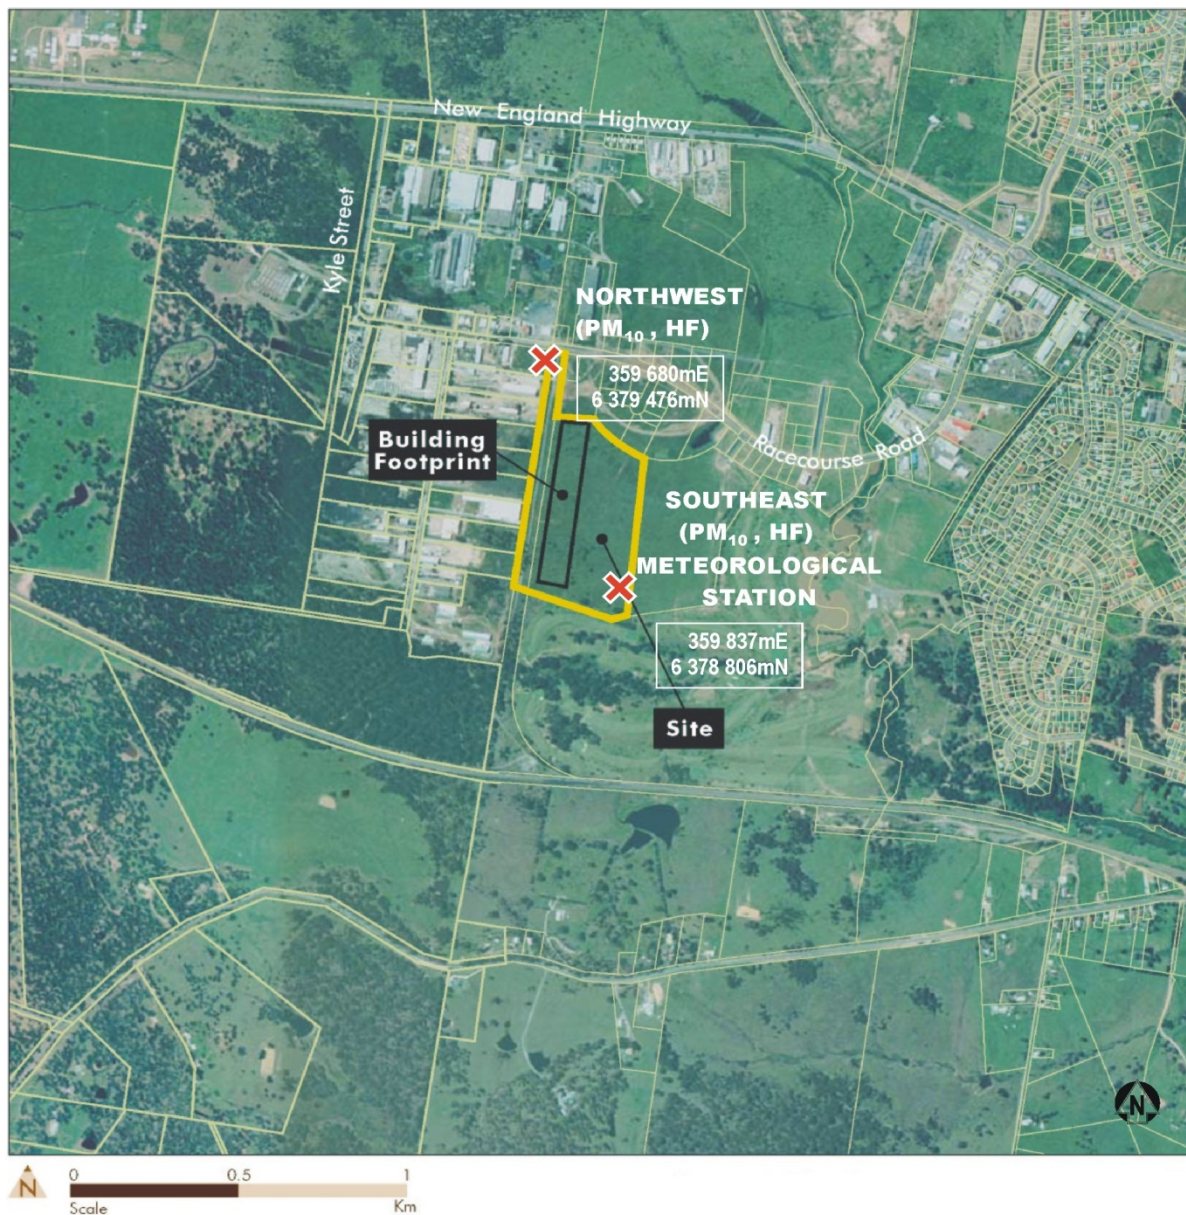 New England Highway
Kyle Street
NORTHWEST
(PM₁₀ , HF)
359 680mE
6 379 476mN
Building
Footprint
Racecourse Road
SOUTHEAST
(PM₁₀ , HF)
METEOROLOGICAL
STATION
359 837mE
6 378 806mN
Site
N
N
0 0.5 1
Scale Km